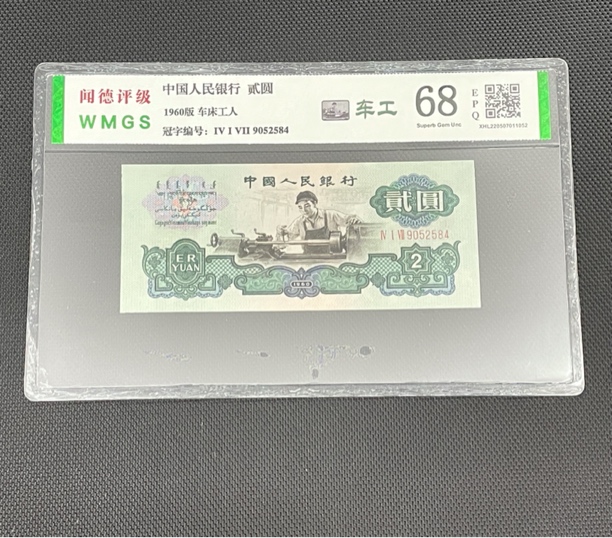 闻德评级
WMGS
中国人民银行 贰圆
1960版 车床工人
冠字编号: IV I VII 9052584
车工
68
Superb Gem Unc
EPQ
中國人民銀行
貳圓
IV I VII 9052584
ER
YUAN
2
1960